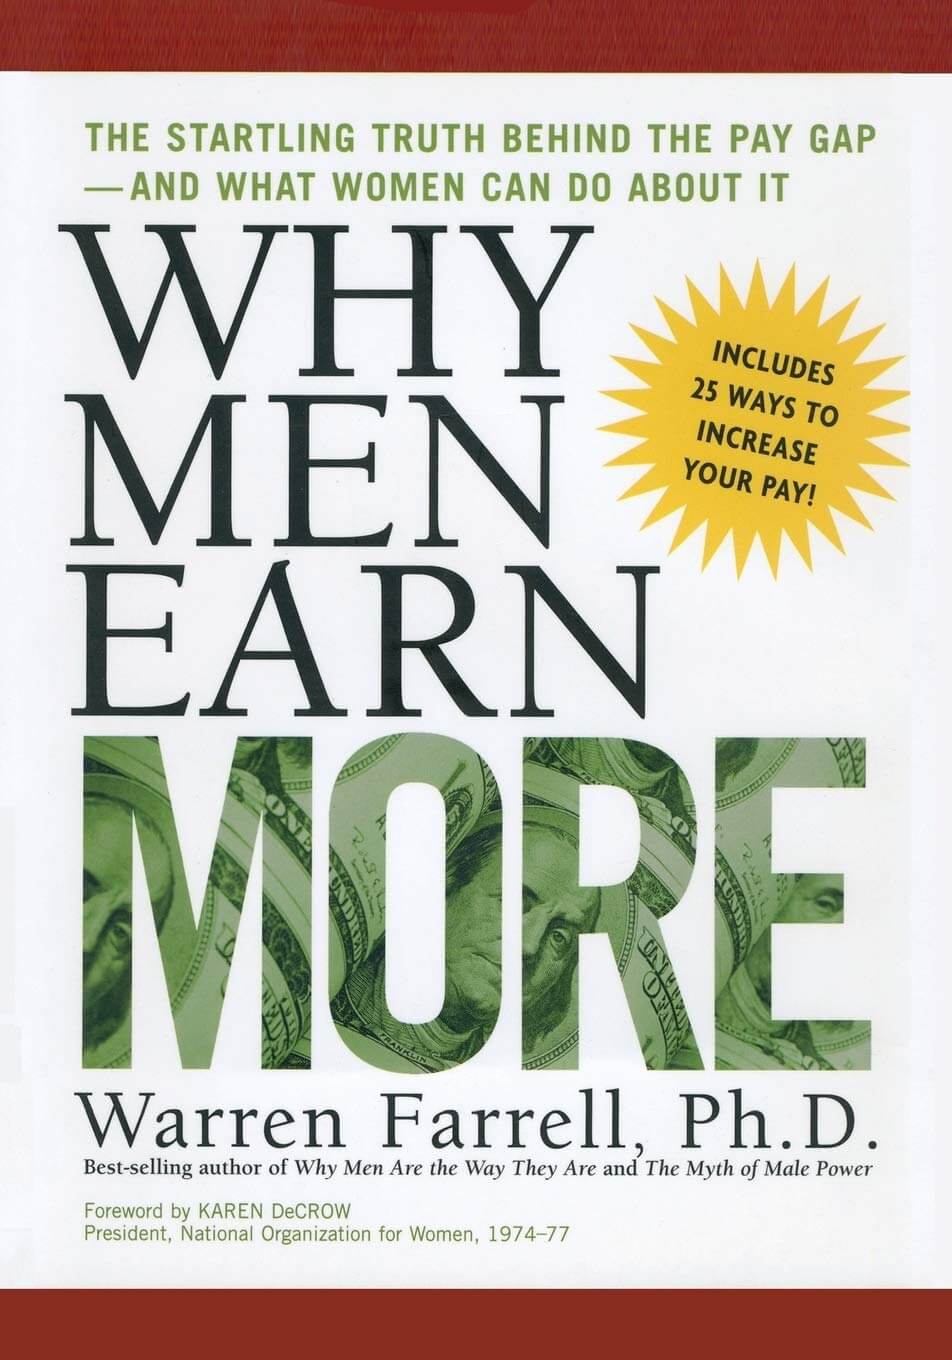 THE STARTLING TRUTH BEHIND THE PAY GAP
—AND WHAT WOMEN CAN DO ABOUT IT
WHY
MEN
EARN
MORE
INCLUDES
25 WAYS TO
INCREASE
YOUR PAY!
Warren Farrell, Ph.D.
Best-selling author of Why Men Are the Way They Are and The Myth of Male Power
Foreword by KAREN DeCROW
President, National Organization for Women, 1974–77